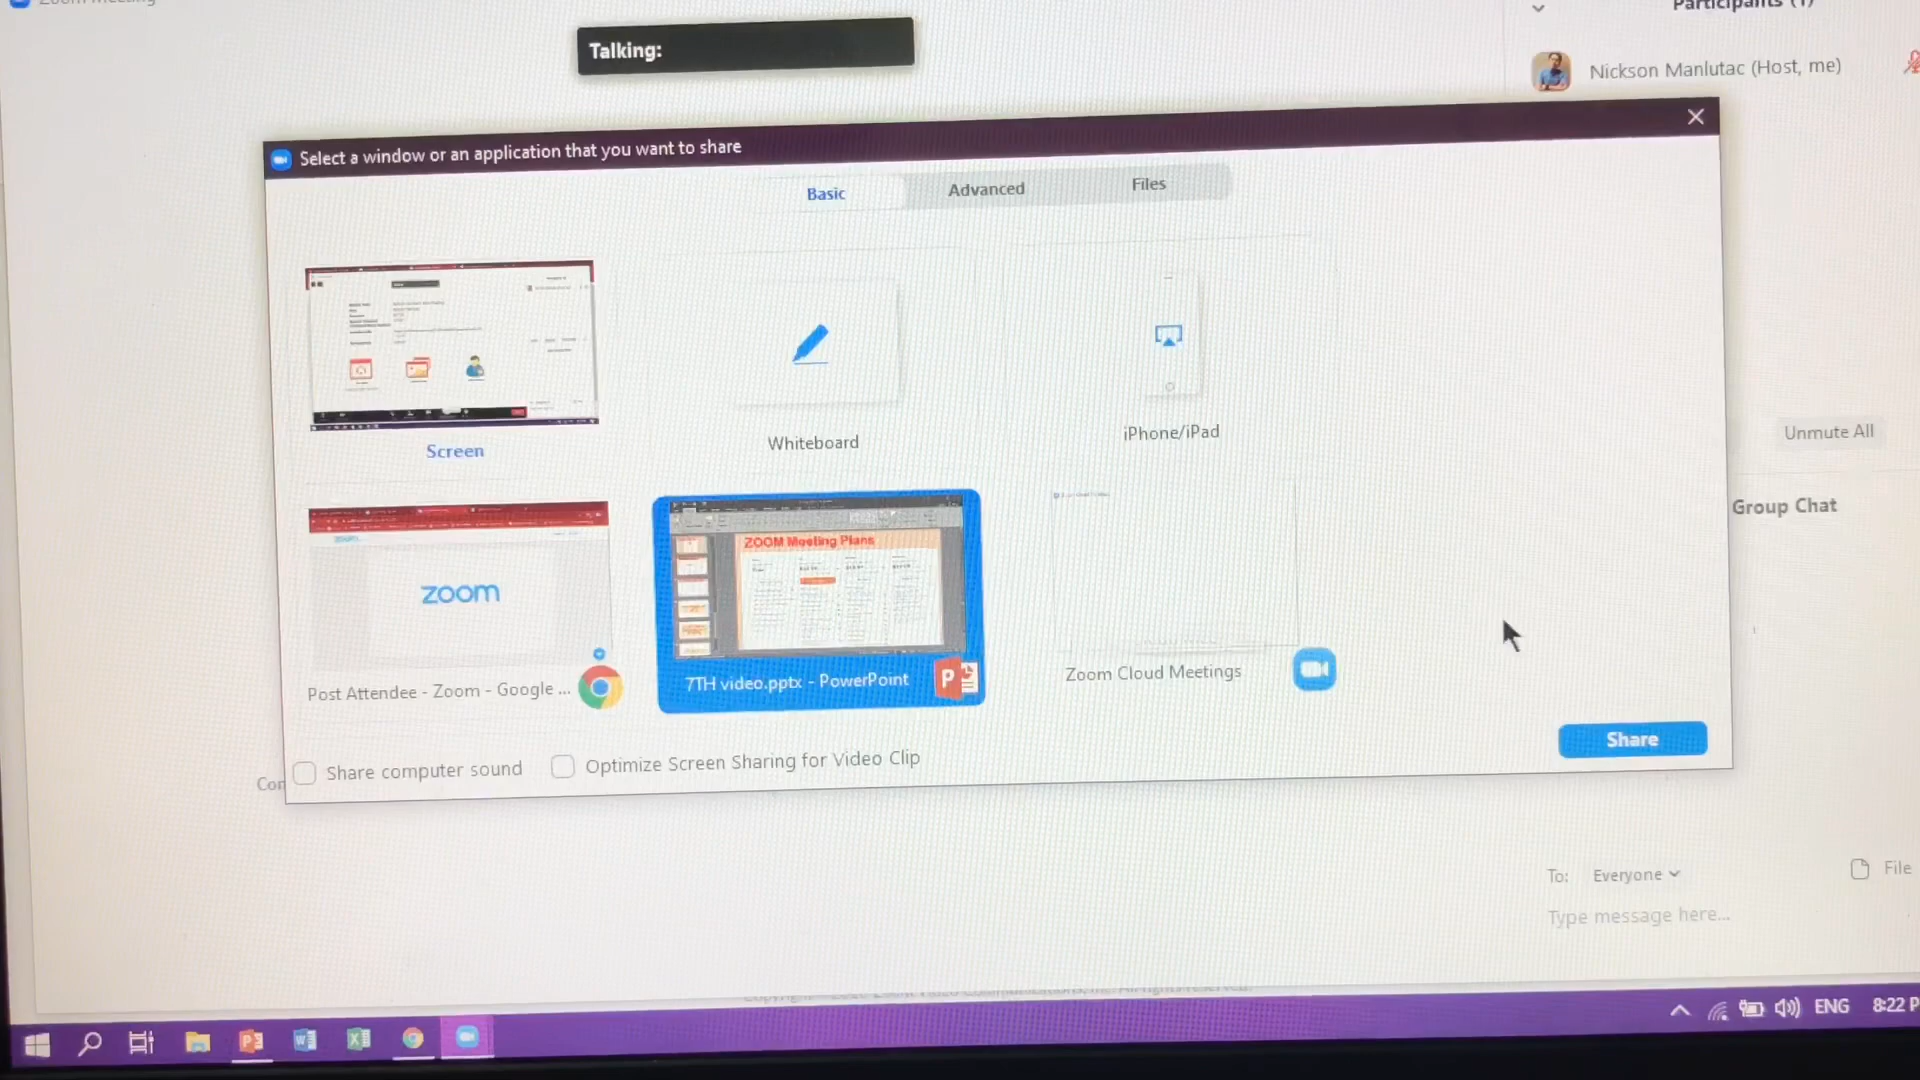 Zoom Meeting
Talking:
Participants (1)
Nickson Manlutac (Host, me)
Select a window or an application that you want to share
Basic
Advanced
Files
Screen
Whiteboard
iPhone/iPad
Unmute All
Group Chat
zoom
ZOOM Meeting Plans
Post Attendee - Zoom - Google ...
7TH video.pptx - PowerPoint
Zoom Cloud Meetings
Share
Share computer sound
Optimize Screen Sharing for Video Clip
To: Everyone
File
Type message here...
ENG
8:22 P